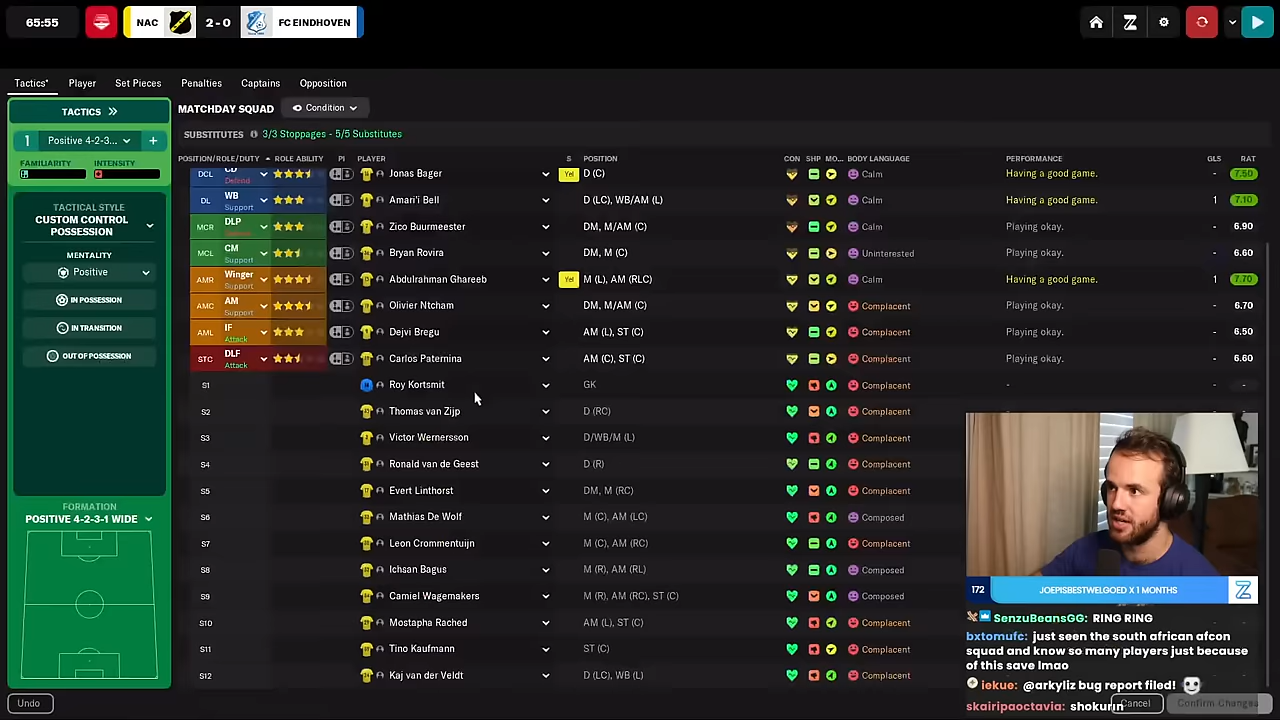 65:55 NAC 2 - 0 FC EINDHOVEN
Tactics* Player Set Pieces Penalties Captains Opposition
TACTICS
MATCHDAY SQUAD Condition
SUBSTITUTES 3/3 Stoppages - 5/5 Substitutes
1 Positive 4-2-3...
FAMILIARITY INTENSITY
TACTICAL STYLE
CUSTOM CONTROL
POSSESSION
MENTALITY
Positive
IN POSSESSION
IN TRANSITION
OUT OF POSSESSION
FORMATION
POSITIVE 4-2-3-1 WIDE
POSITION/ROLE/DUTY ROLE ABILITY PI PLAYER S POSITION CON SHP MO... BODY LANGUAGE PERFORMANCE GLS RAT
DCL CD Defend Jonas Bager Yel D (C) Calm Having a good game. - 7.50
DL WB Support Amari'i Bell D (LC), WB/AM (L) Calm Having a good game. 1 7.10
MCR DLP Zico Buurmeester DM, M/AM (C) Calm Playing okay. - 6.90
MCL CM Support Bryan Rovira DM, M (C) Uninterested Playing okay. - 6.60
AMR Winger Support Abdulrahman Ghareeb Yel M (L), AM (RLC) Calm Having a good game. 1 7.70
AMC AM Support Olivier Ntcham DM, M/AM (C) Complacent Playing okay. - 6.70
AML IF Attack Dejvi Bregu AM (L), ST (C) Complacent Playing okay. - 6.50
STC DLF Attack Carlos Paternina AM (C), ST (C) Complacent Playing okay. - 6.60
S1 Roy Kortsmit GK Complacent - - -
S2 Thomas van Zijp D (RC) Complacent
S3 Victor Wernersson D/WB/M (L) Complacent
S4 Ronald van de Geest D (R) Complacent
S5 Evert Linthorst DM, M (RC) Complacent
S6 Mathias De Wolf M (C), AM (LC) Composed
S7 Leon Crommentuijn M (C), AM (RC) Complacent
S8 Ichsan Bagus M (R), AM (RL) Composed
S9 Camiel Wagemakers M (R), AM (RC), ST (C) Composed
S10 Mostapha Rached AM (L), ST (C) Complacent
S11 Tino Kaufmann ST (C) Complacent
S12 Kaj van der Veldt D (LC), WB (L) Complacent
172 JOEPISBESTWELGOED X 1 MONTHS
SenzuBeansGG: RING RING
bxtomufc: just seen the south african afcon
squad and know so many players just because
of this save lmao
iekue: @arkyliz bug report filed!
skairipaoctavia: shokurin
Undo Cancel Confirm Changes